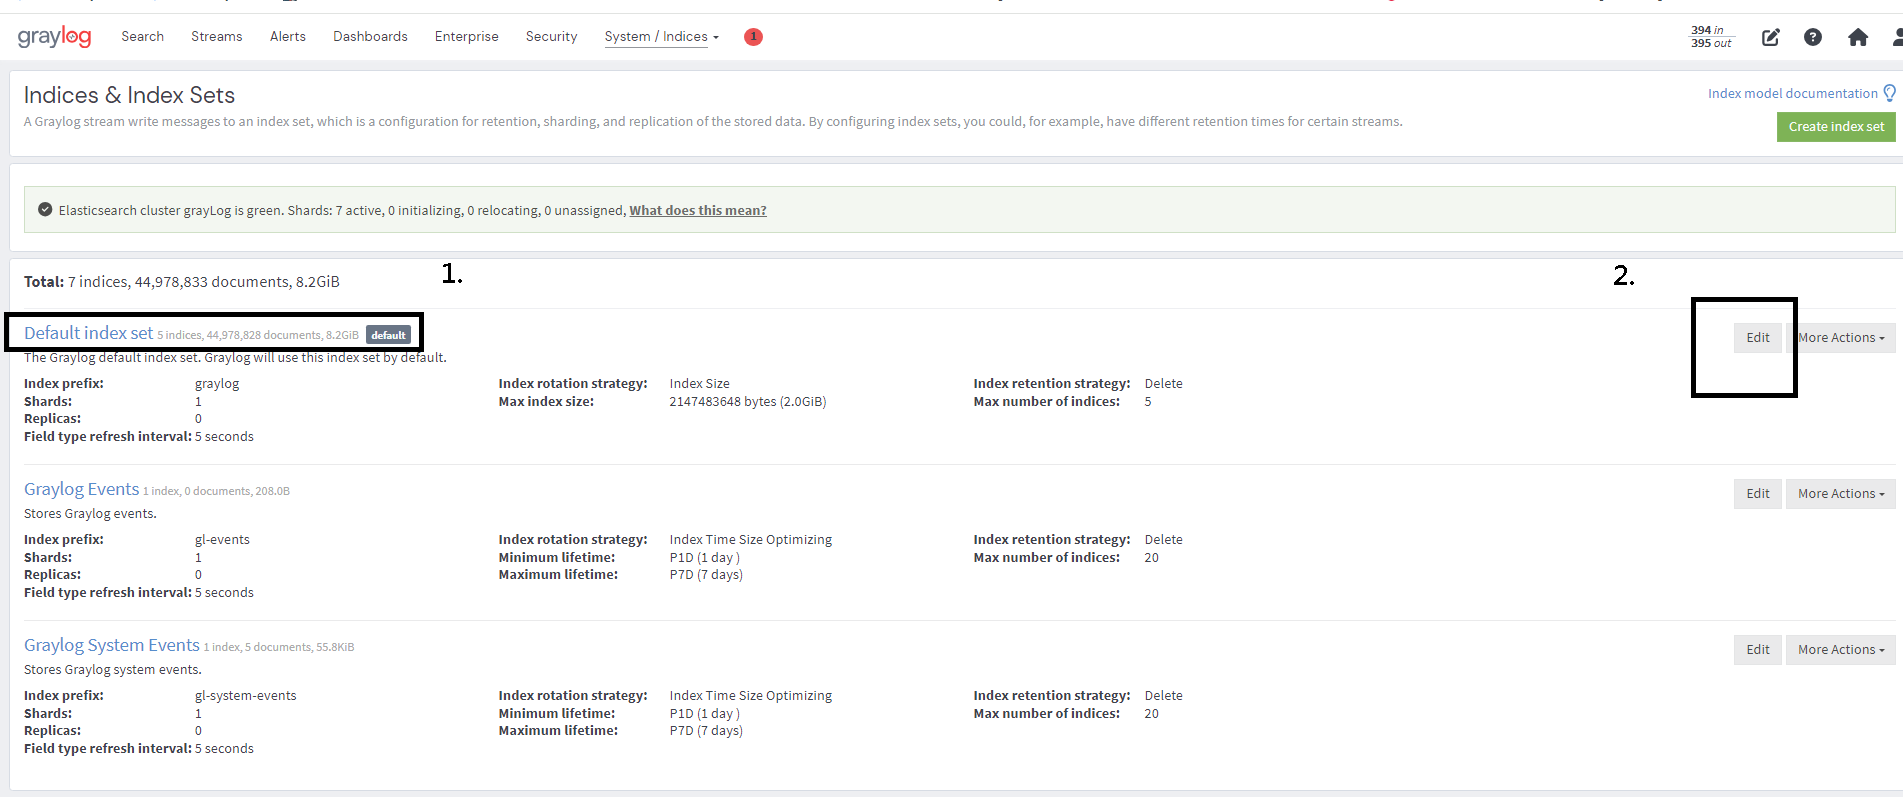 graylog Search Streams Alerts Dashboards Enterprise Security System / Indices 1 394 in
395 out
Indices & Index Sets
Index model documentation
A Graylog stream write messages to an index set, which is a configuration for retention, sharding, and replication of the stored data. By configuring index sets, you could, for example, have different retention times for certain streams.
Create index set
Elasticsearch cluster grayLog is green. Shards: 7 active, 0 initializing, 0 relocating, 0 unassigned, What does this mean?
1. 2.
Total: 7 indices, 44,978,833 documents, 8.2GiB
Default index set 5 indices, 44,978,828 documents, 8.2GiB default Edit More Actions
The Graylog default index set. Graylog will use this index set by default.
Index prefix: graylog Index rotation strategy: Index Size Index retention strategy: Delete
Shards: 1 Max index size: 2147483648 bytes (2.0GiB) Max number of indices: 5
Replicas: 0
Field type refresh interval: 5 seconds
Graylog Events 1 index, 0 documents, 208.0B Edit More Actions
Stores Graylog events.
Index prefix: gl-events Index rotation strategy: Index Time Size Optimizing Index retention strategy: Delete
Shards: 1 Minimum lifetime: P1D (1 day ) Max number of indices: 20
Replicas: 0 Maximum lifetime: P7D (7 days)
Field type refresh interval: 5 seconds
Graylog System Events 1 index, 5 documents, 55.8KiB Edit More Actions
Stores Graylog system events.
Index prefix: gl-system-events Index rotation strategy: Index Time Size Optimizing Index retention strategy: Delete
Shards: 1 Minimum lifetime: P1D (1 day ) Max number of indices: 20
Replicas: 0 Maximum lifetime: P7D (7 days)
Field type refresh interval: 5 seconds